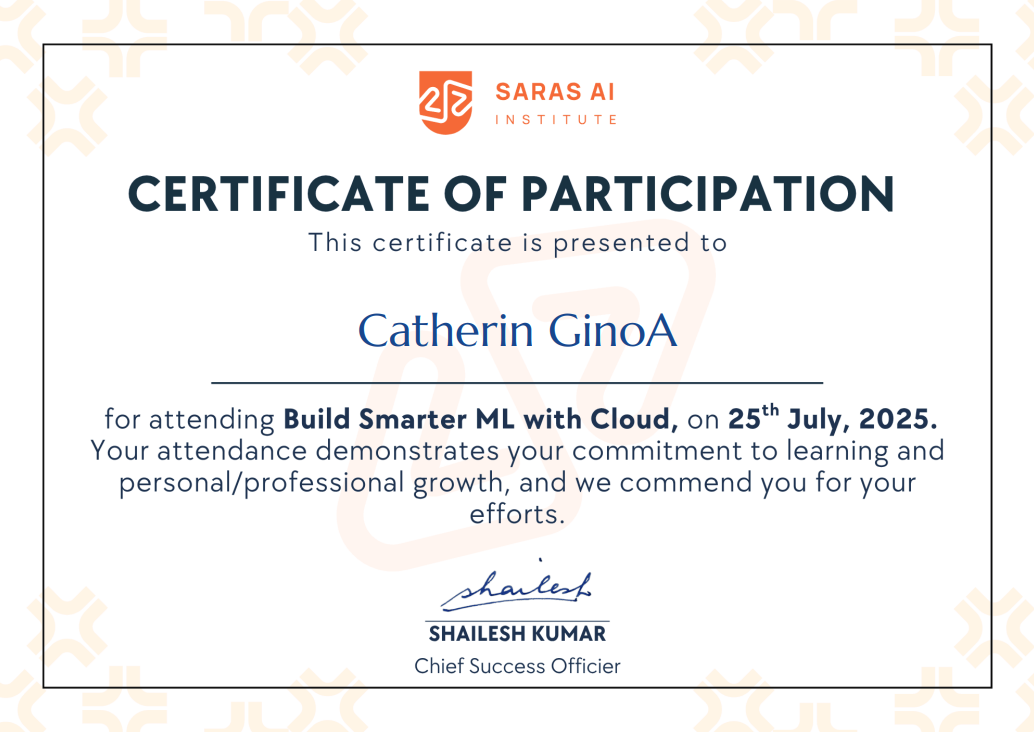 SARAS AI
INSTITUTE
CERTIFICATE OF PARTICIPATION
This certificate is presented to
Catherin GinoA
for attending Build Smarter ML with Cloud, on 25th July, 2025.
Your attendance demonstrates your commitment to learning and
personal/professional growth, and we commend you for your
efforts.
shailesh
SHAILESH KUMAR
Chief Success Officier